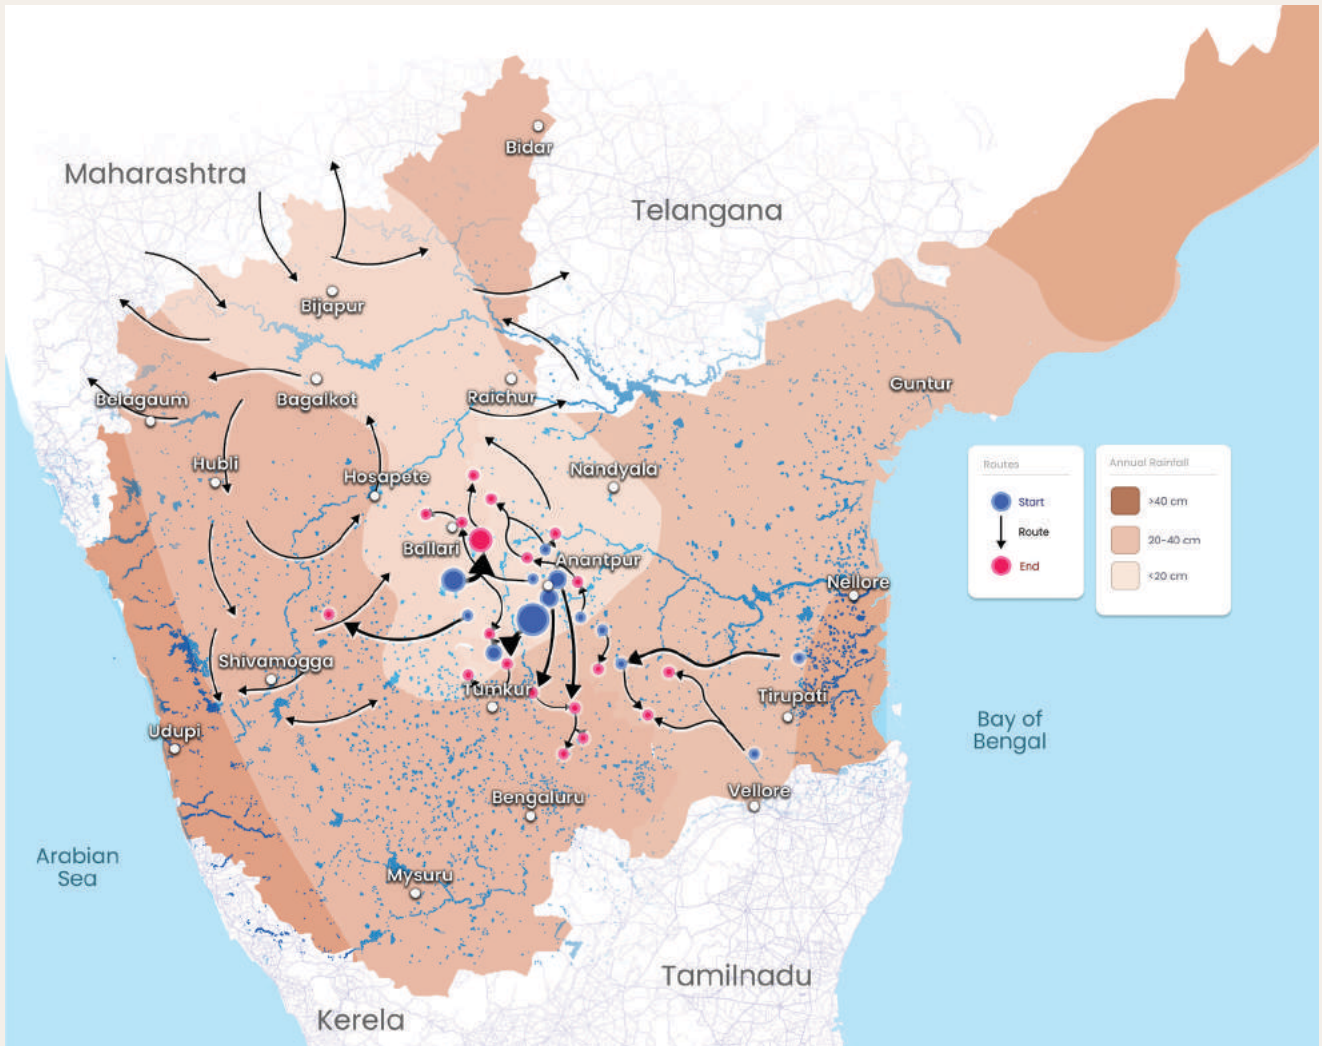 Bidar
Maharashtra
Telangana
Bijapur
Belagaum
Bagalkot
Raichur
Guntur
Hubli
Hosapete
Nandyala
Ballari
Anantpur
Nellore
Shivamogga
Tumkur
Tirupati
Udupi
Bengaluru
Vellore
Mysuru
Arabian
Sea
Bay of
Bengal
Tamilnadu
Kerela
Routes
Start
Route
End
Annual Rainfall
>40 cm
20-40 cm
<20 cm